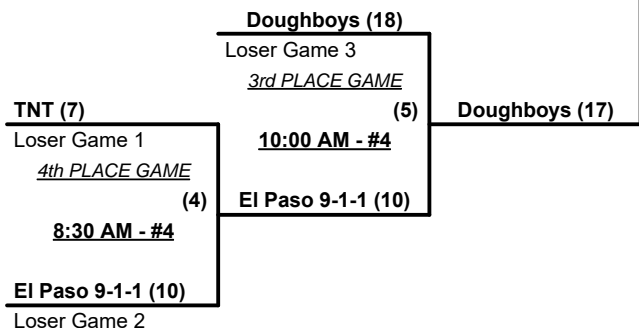 Doughboys (18)
Loser Game 3
3rd PLACE GAME
TNT (7)
(5)
Doughboys (17)
Loser Game 1
10:00 AM - #4
4th PLACE GAME
(4)
El Paso 9-1-1 (10)
8:30 AM - #4
El Paso 9-1-1 (10)
Loser Game 2